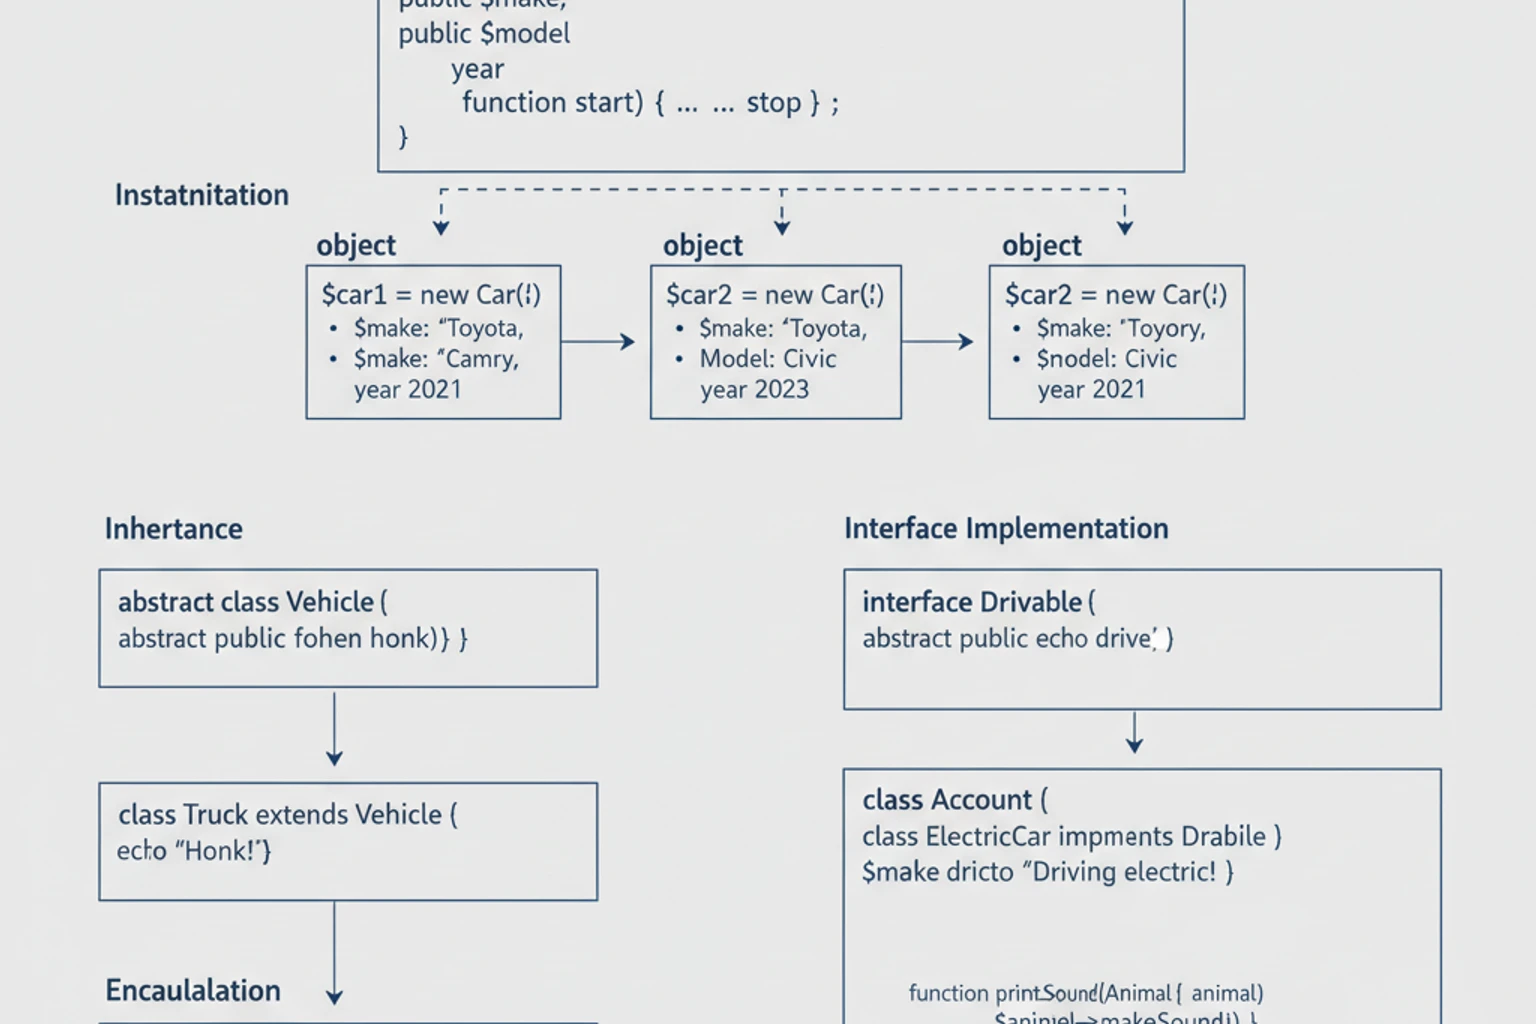 public $make,
public $model
year
function start) { ... ... stop } ;
}
Instatnitation
object
$car1 = new Car(!)
• $make: “Toyota,
• $make: “Camry,
year 2021
object
$car2 = new Car(!)
• $make: ‘Toyota,
• Model: Civic
year 2023
object
$car2 = new Car(!)
• $make: ‘Toyory,
• $nodel: Civic
year 2021
Inhertance
abstract class Vehicle (
abstract public fohen honk)} }
class Truck extends Vehicle (
echo “Honk!’}
Interface Implementation
interface Drivable (
abstract public echo drive’ )
class Account (
class ElectricCar impments Drabile )
$make dricto “Driving electric! }
function printSound(Animal{ animal)
Encaulalation